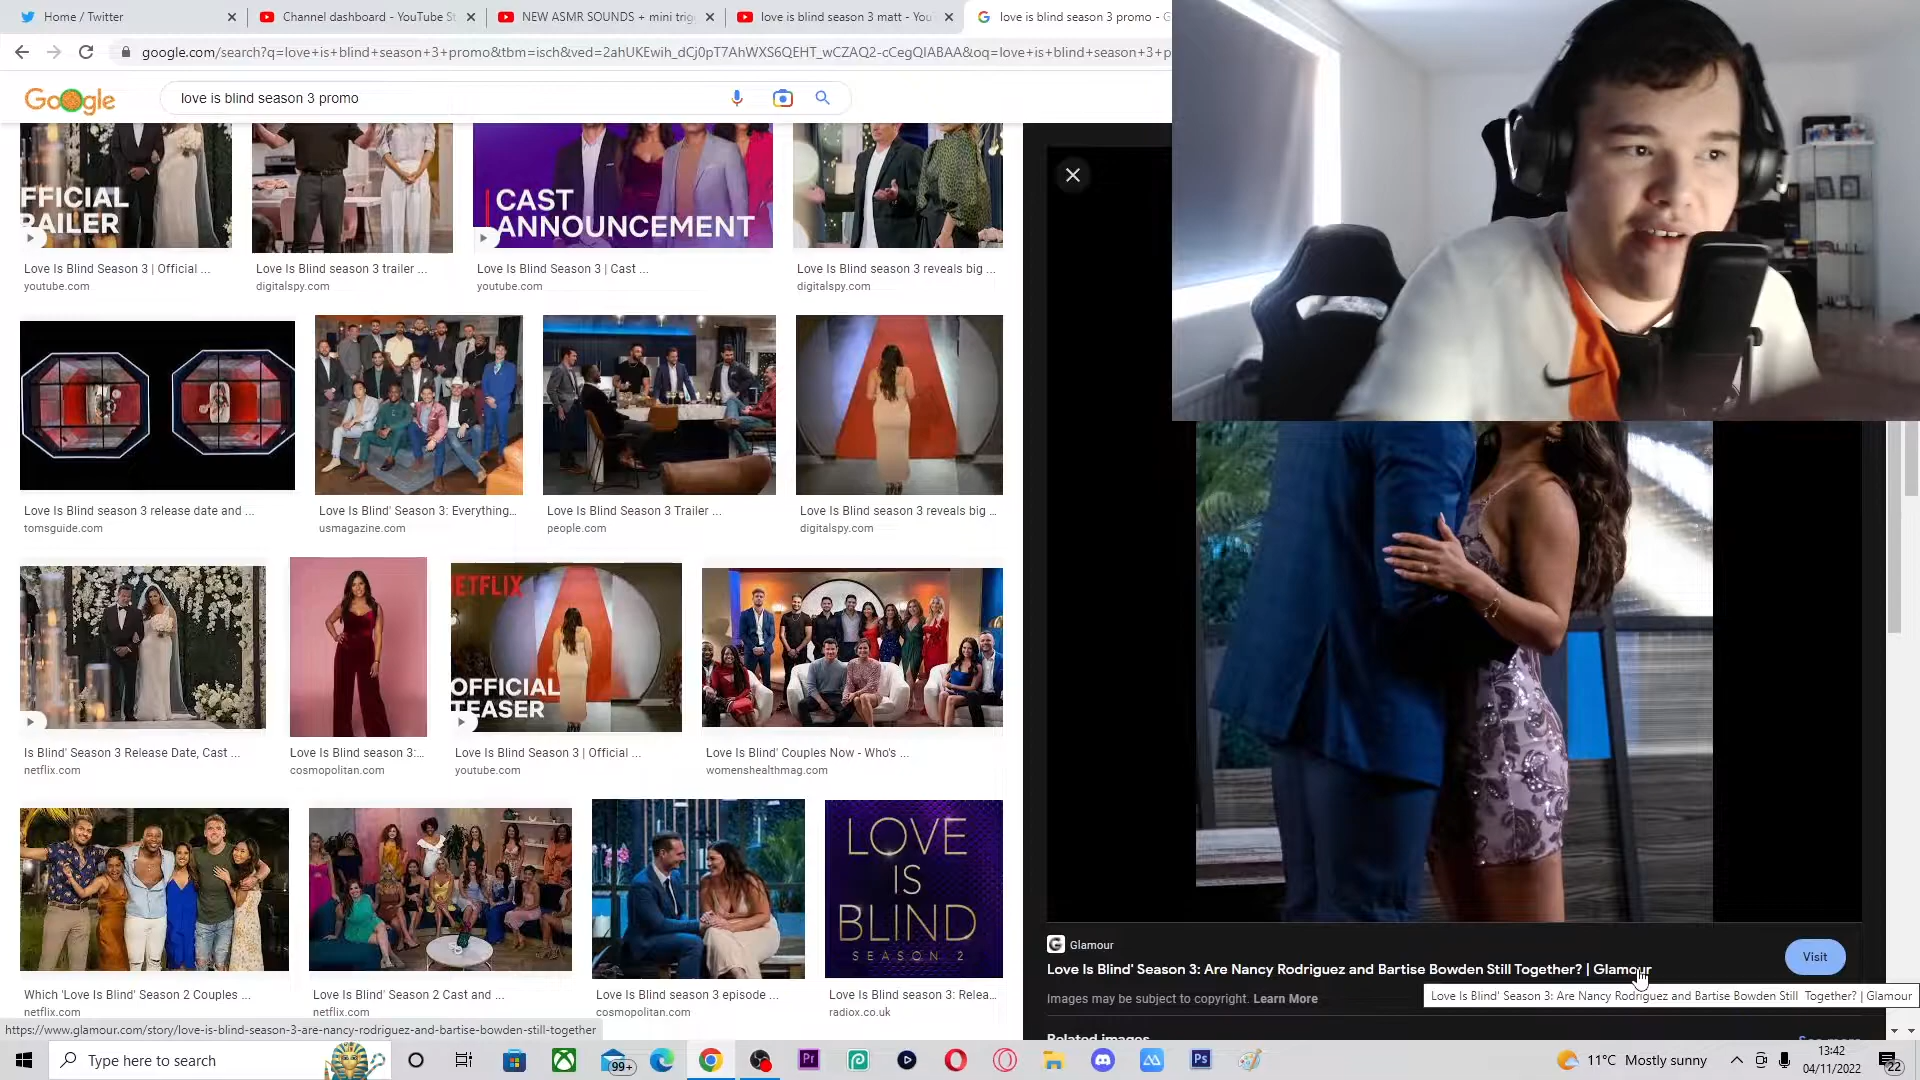 Home / Twitter
Channel dashboard - YouTube St
NEW ASMR SOUNDS + mini trig
love is blind season 3 matt - You
love is blind season 3 promo - G
google.com/search?q=love+is+blind+season+3+promo&tbm=isch&ved=2ahUKEwih_dCj0pT7AhWXS6QEHT_wCZAQ2-cCegQIABAA&oq=love+is+blind+season+3+p
Google
love is blind season 3 promo
FFICIAL
RAILER
CAST
ANNOUNCEMENT
Love Is Blind Season 3 | Official ...
youtube.com
Love Is Blind season 3 trailer ...
digitalspy.com
Love Is Blind Season 3 | Cast ...
youtube.com
Love Is Blind season 3 reveals big ...
digitalspy.com
Love Is Blind season 3 release date and ...
tomsguide.com
Love Is Blind' Season 3: Everything...
usmagazine.com
Love Is Blind Season 3 Trailer ...
people.com
Love Is Blind season 3 reveals big ...
digitalspy.com
ETFLIX
OFFICIAL
TEASER
Is Blind' Season 3 Release Date, Cast ...
netflix.com
Love Is Blind season 3:...
cosmopolitan.com
Love Is Blind Season 3 | Official ...
youtube.com
Love Is Blind' Couples Now - Who's ...
womenshealthmag.com
LOVE
IS
BLIND
SEASON 2
Which 'Love Is Blind' Season 2 Couples ...
netflix.com
Love Is Blind' Season 2 Cast and ...
netflix.com
Love Is Blind season 3 episode ...
cosmopolitan.com
Love Is Blind season 3: Relea...
radiox.co.uk
Glamour
Love Is Blind' Season 3: Are Nancy Rodriguez and Bartise Bowden Still Together? | Glamour
Visit
Images may be subject to copyright. Learn More
Love Is Blind' Season 3: Are Nancy Rodriguez and Bartise Bowden Still Together? | Glamour
Related images
See more
https://www.glamour.com/story/love-is-blind-season-3-are-nancy-rodriguez-and-bartise-bowden-still-together
Type here to search
99+
Pr
Ps
11°C Mostly sunny
13:42
04/11/2022
22